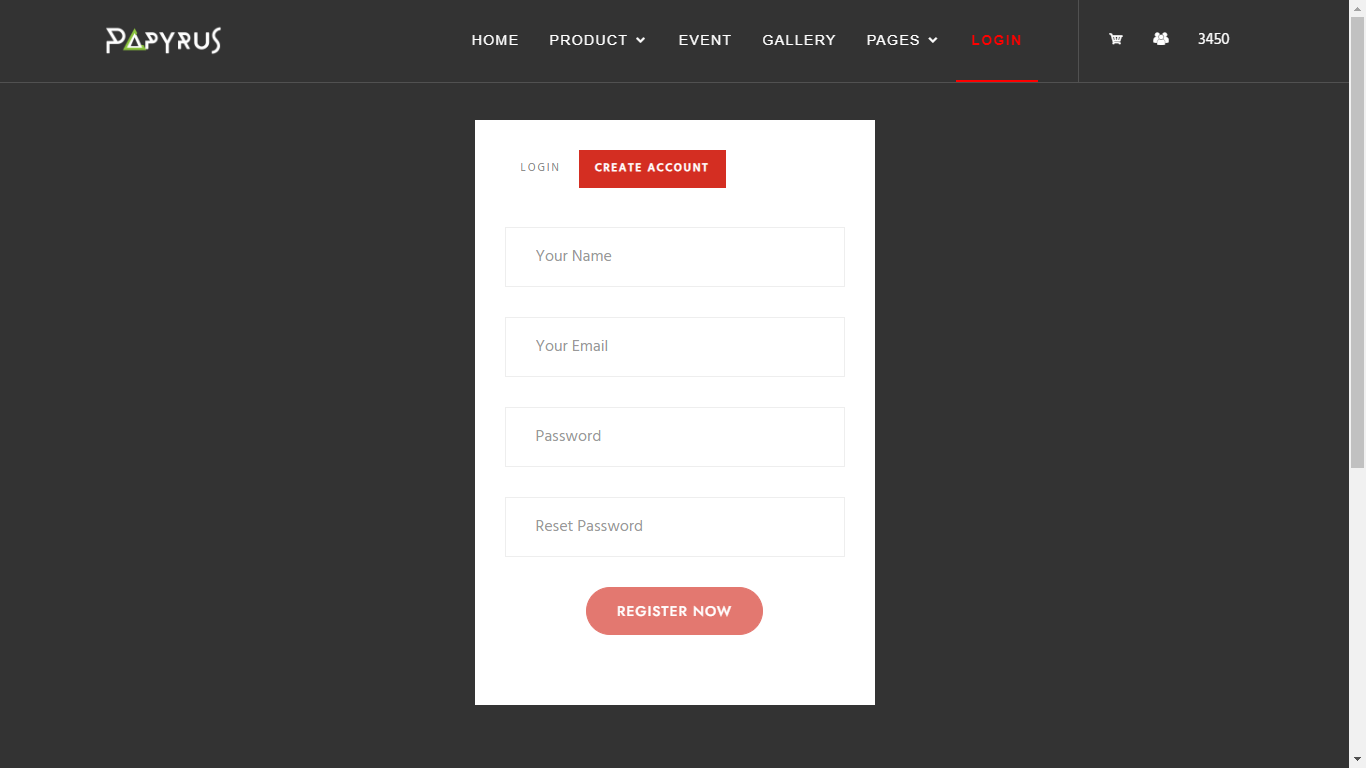 PAPYRUS
HOME PRODUCT EVENT GALLERY PAGES LOGIN 3450
LOGIN CREATE ACCOUNT
Your Name
Your Email
Password
Reset Password
REGISTER NOW